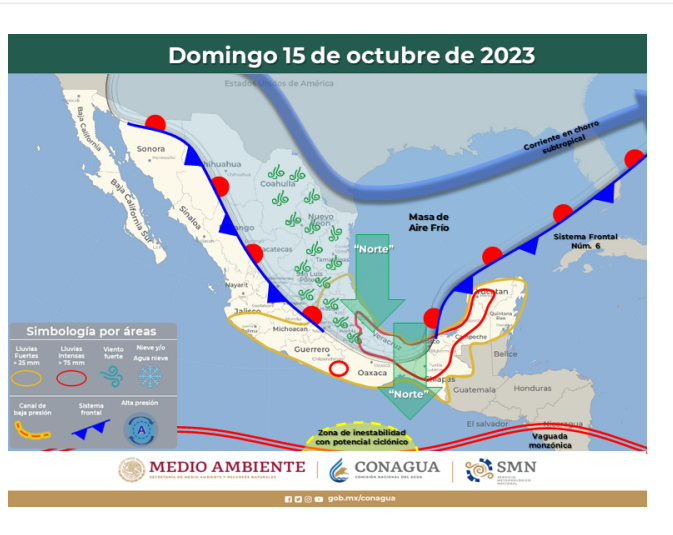 Domingo 15 de octubre de 2023
Estados Unidos de América
Corriente en chorro
subtropical
Baja California
Sonora
Chihuahua
Coahuila
Baja California Sur
Sinaloa
Nuevo
León
Masa de
Aire Frío
Sistema Frontal
Núm. 6
"Norte"
San Luis
Potosí
Nayarit
Jalisco
Michoacán
Veracruz
Yucatán
Quintana
Roo
Campeche
Guerrero
Oaxaca
Chiapas
Belice
"Norte"
Guatemala
Honduras
El salvador
Nicaragua
Simbología por áreas
Lluvias
Fuertes
> 25 mm
Lluvias
Intensas
> 75 mm
Viento
fuerte
Nieve y/o
Agua nieve
Canal de
baja presión
Sistema
frontal
Alta presión
A
Zona de inestabilidad
con potencial ciclónico
Vaguada
monzónica
MEDIO AMBIENTE
SECRETARÍA DE MEDIO AMBIENTE Y RECURSOS NATURALES
CONAGUA
COMISIÓN NACIONAL DEL AGUA
SMN
SERVICIO
METEOROLÓGICO
NACIONAL
gob.mx/conagua